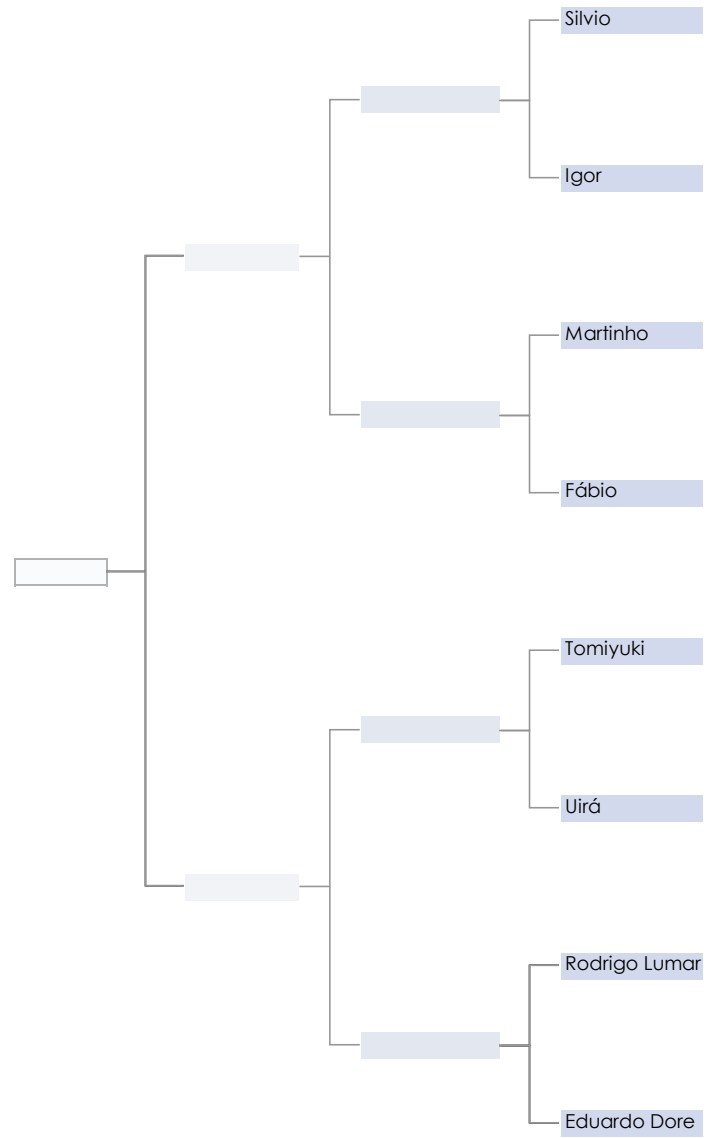 Silvio
Igor
Martinho
Fábio
Tomiyuki
Uirá
Rodrigo Lumar
Eduardo Dore